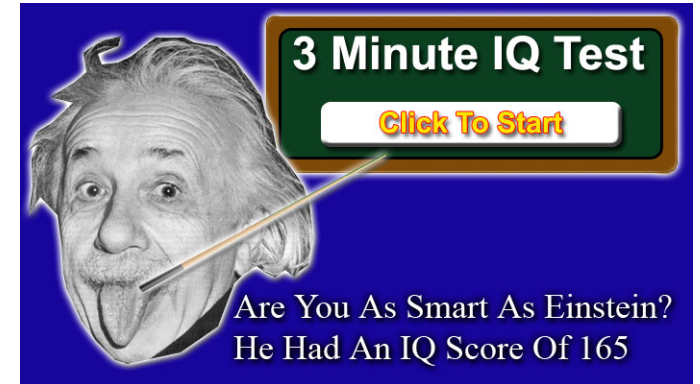 3 Minute IQ Test
Click To Start
Are You As Smart As Einstein?
He Had An IQ Score Of 165